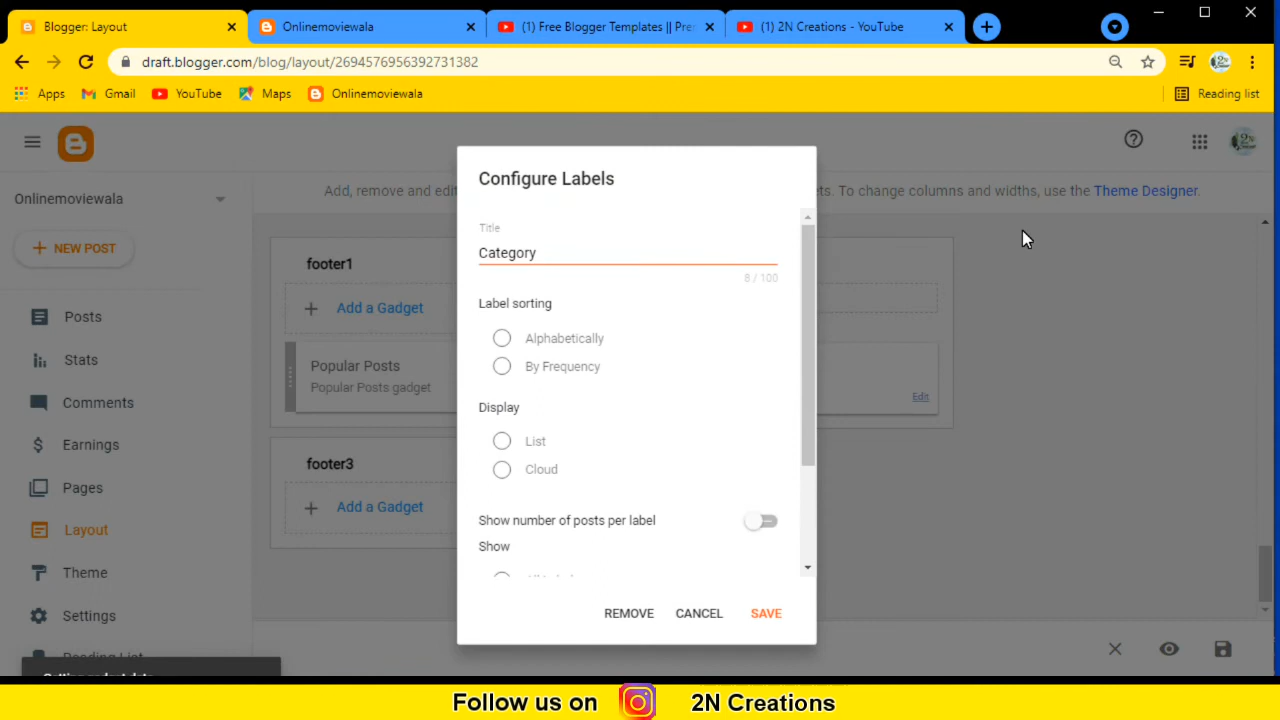 Blogger: Layout
Onlinemoviewala
(1) Free Blogger Templates || Pre
(1) 2N Creations - YouTube
draft.blogger.com/blog/layout/2694576956392731382
Apps
Gmail
YouTube
Maps
Onlinemoviewala
Reading list
Onlinemoviewala
NEW POST
Posts
Stats
Comments
Earnings
Pages
Layout
Theme
Settings
Add, remove and edit
ets. To change columns and widths, use the Theme Designer.
footer1
Add a Gadget
Popular Posts
Popular Posts gadget
Edit
footer3
Add a Gadget
Configure Labels
Title
Category
8 / 100
Label sorting
Alphabetically
By Frequency
Display
List
Cloud
Show number of posts per label
Show
REMOVE
CANCEL
SAVE
Follow us on
2N Creations